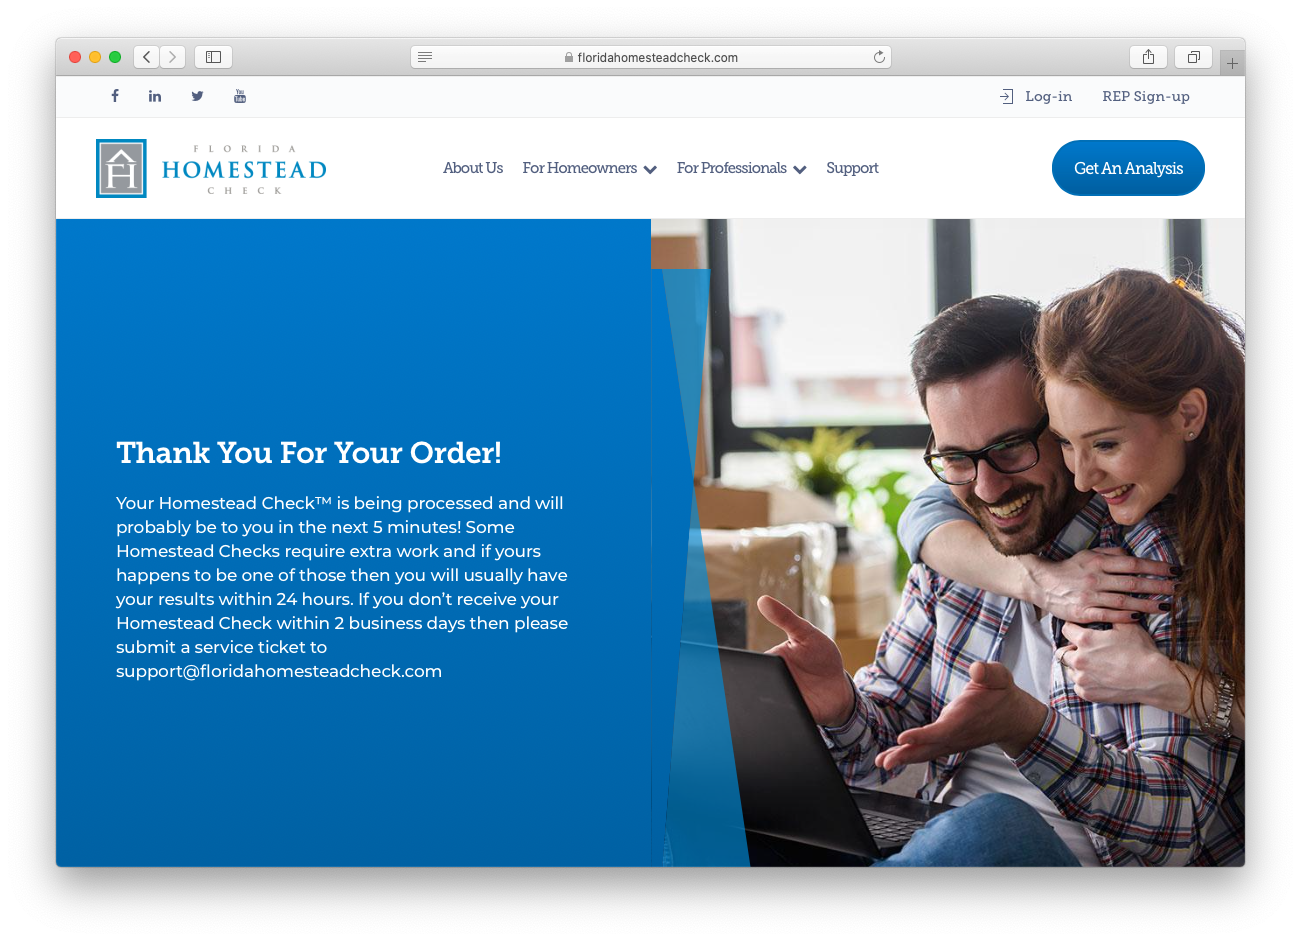 floridahomesteadcheck.com
Log-in REP Sign-up
FLORIDA
HOMESTEAD
CHECK
About Us For Homeowners For Professionals Support
Get An Analysis
Thank You For Your Order!
Your Homestead Check™ is being processed and will
probably be to you in the next 5 minutes! Some
Homestead Checks require extra work and if yours
happens to be one of those then you will usually have
your results within 24 hours. If you don’t receive your
Homestead Check within 2 business days then please
submit a service ticket to
support@floridahomesteadcheck.com